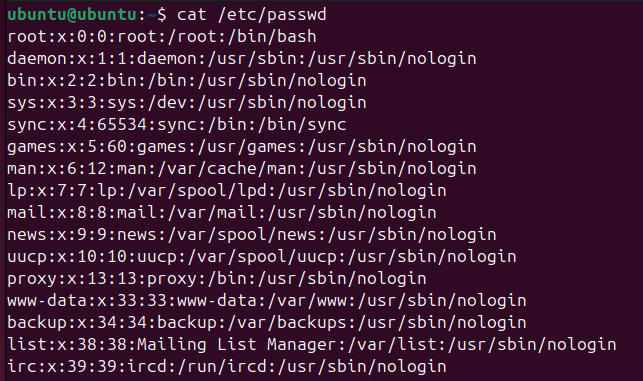 ubuntu@ubuntu:~$ cat /etc/passwd
root:x:0:0:root:/root:/bin/bash
daemon:x:1:1:daemon:/usr/sbin:/usr/sbin/nologin
bin:x:2:2:bin:/bin:/usr/sbin/nologin
sys:x:3:3:sys:/dev:/usr/sbin/nologin
sync:x:4:65534:sync:/bin:/bin/sync
games:x:5:60:games:/usr/games:/usr/sbin/nologin
man:x:6:12:man:/var/cache/man:/usr/sbin/nologin
lp:x:7:7:lp:/var/spool/lpd:/usr/sbin/nologin
mail:x:8:8:mail:/var/mail:/usr/sbin/nologin
news:x:9:9:news:/var/spool/news:/usr/sbin/nologin
uucp:x:10:10:uucp:/var/spool/uucp:/usr/sbin/nologin
proxy:x:13:13:proxy:/bin:/usr/sbin/nologin
www-data:x:33:33:www-data:/var/www:/usr/sbin/nologin
backup:x:34:34:backup:/var/backups:/usr/sbin/nologin
list:x:38:38:Mailing List Manager:/var/list:/usr/sbin/nologin
irc:x:39:39:ircd:/run/ircd:/usr/sbin/nologin